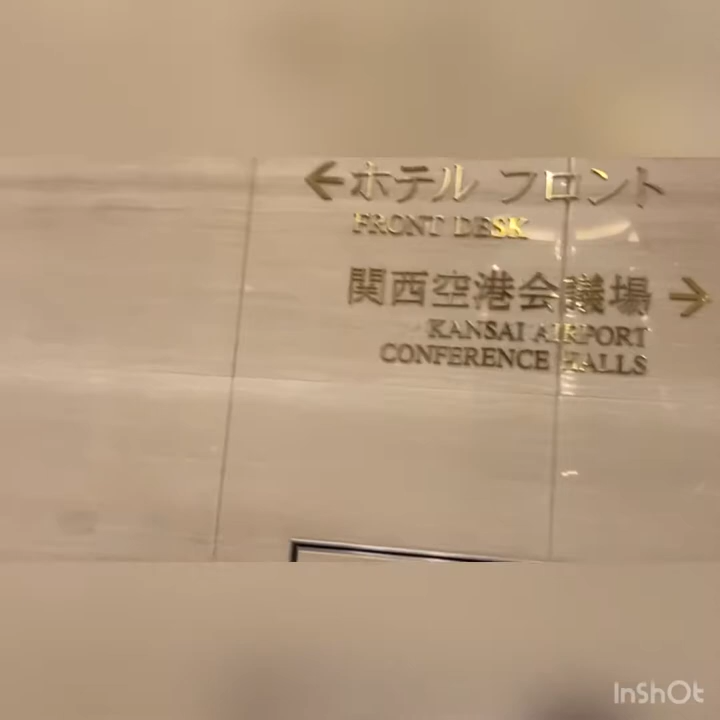 ← ホテル フロント
FRONT DESK
関西空港会議場 →
KANSAI AIRPORT
CONFERENCE HALLS
InShOt